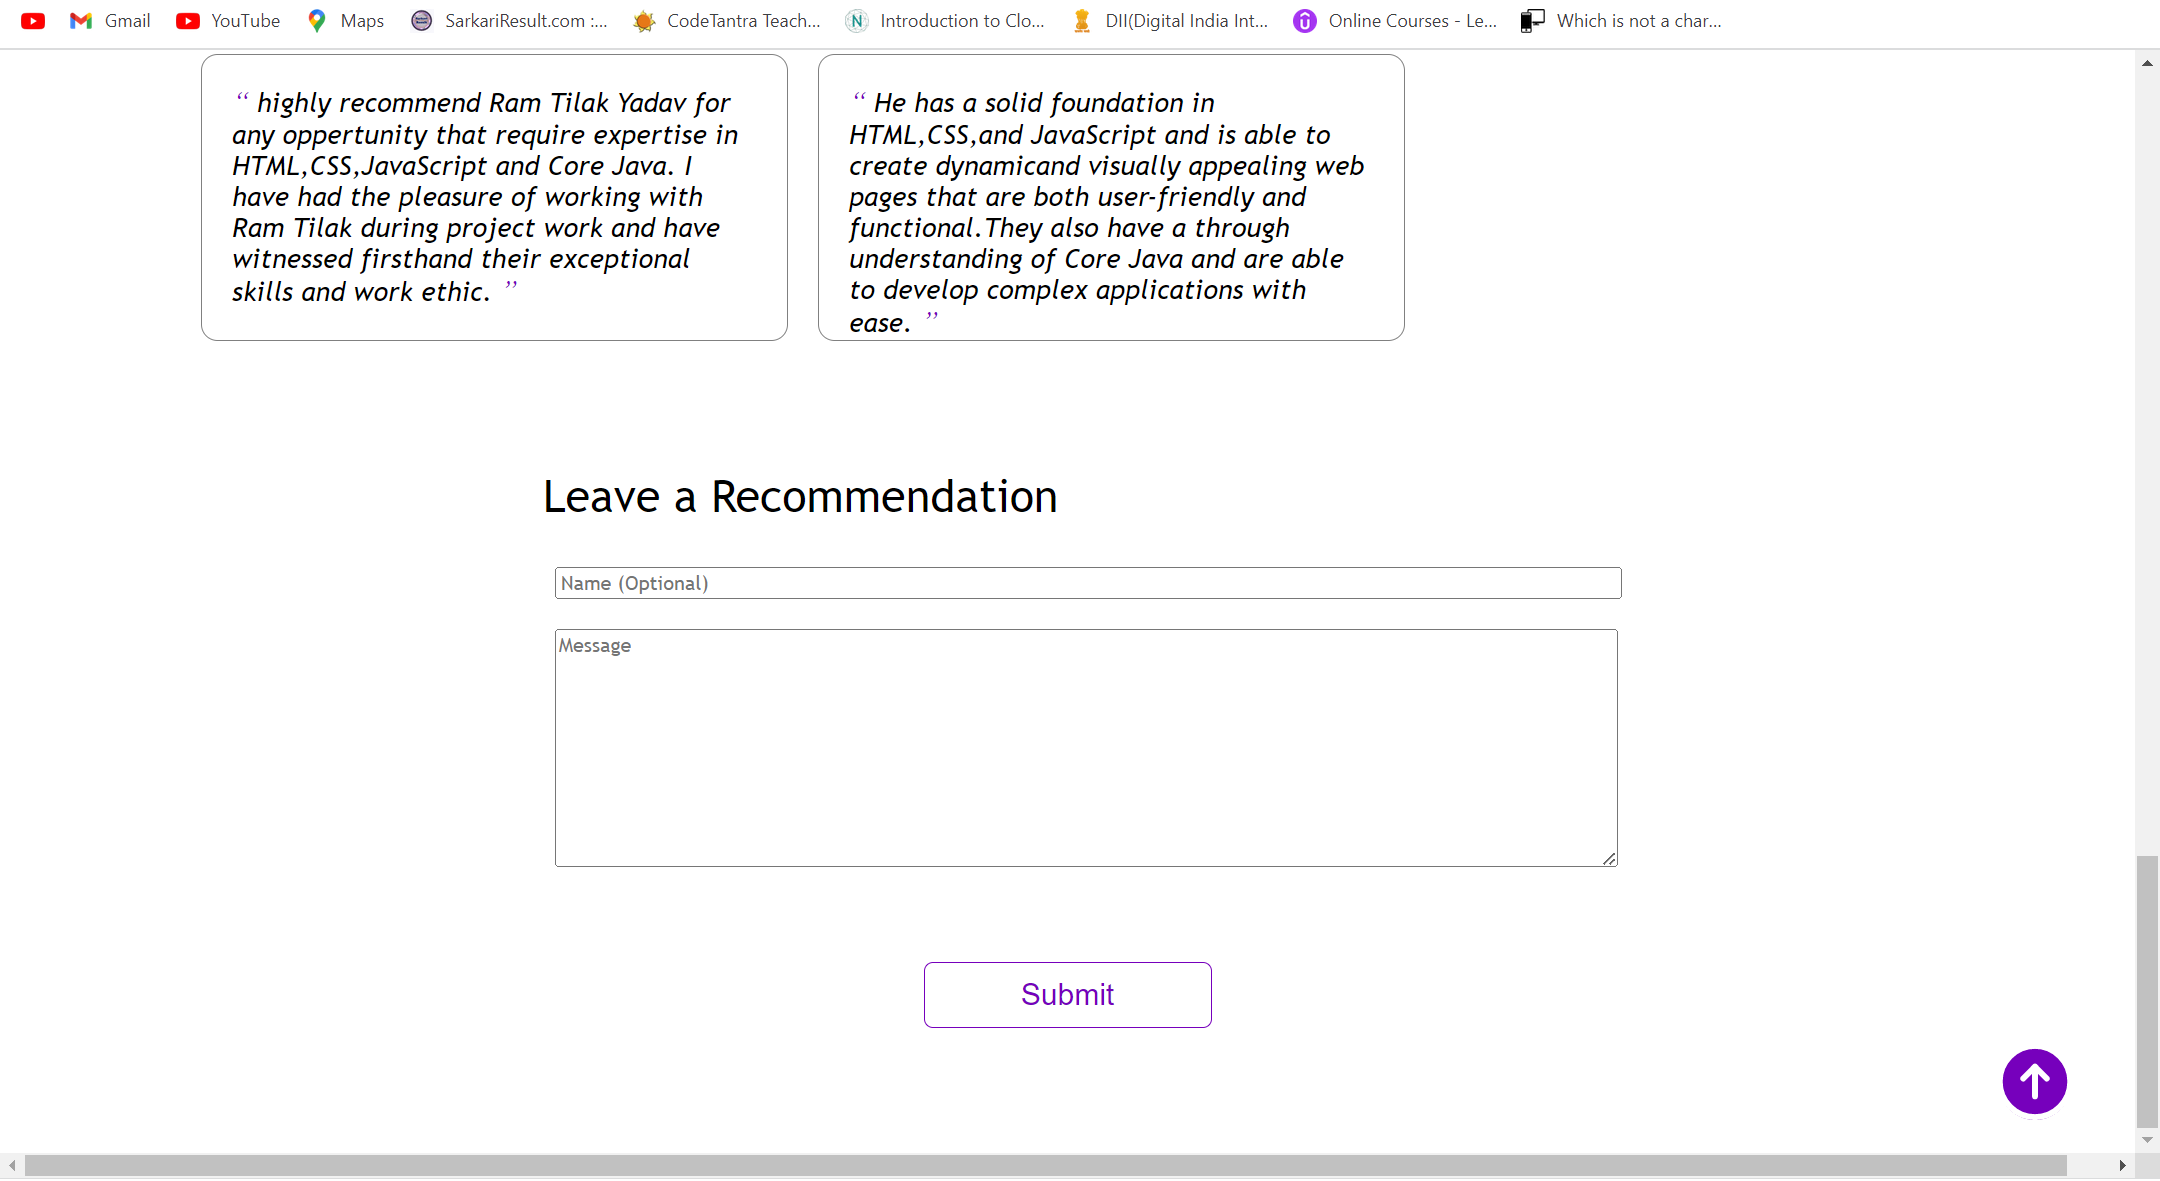 Gmail YouTube Maps SarkariResult.com :... CodeTantra Teach... Introduction to Clo... DII(Digital India Int... Online Courses - Le... Which is not a char...
“ highly recommend Ram Tilak Yadav for
any oppertunity that require expertise in
HTML,CSS,JavaScript and Core Java. I
have had the pleasure of working with
Ram Tilak during project work and have
witnessed firsthand their exceptional
skills and work ethic. ”
“ He has a solid foundation in
HTML,CSS,and JavaScript and is able to
create dynamicand visually appealing web
pages that are both user-friendly and
functional.They also have a through
understanding of Core Java and are able
to develop complex applications with
ease. ”
Leave a Recommendation
Name (Optional)
Message
Submit